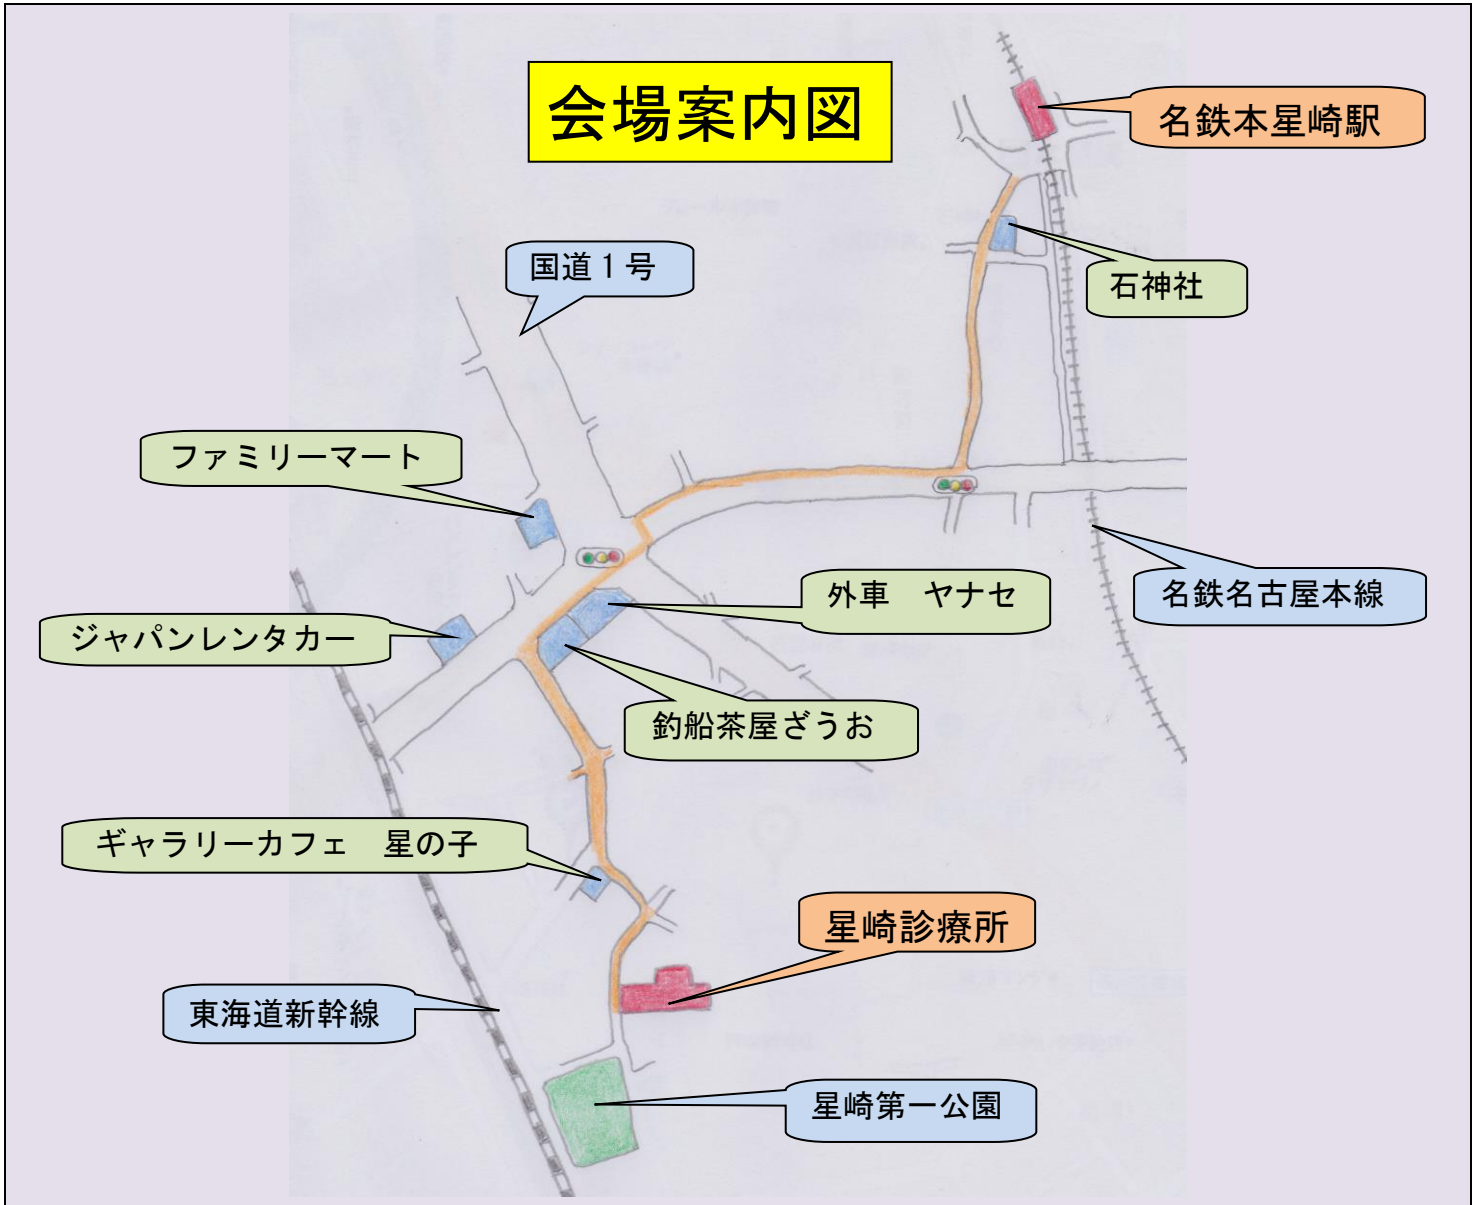 会場案内図
名鉄本星崎駅
国道１号
石神社
ファミリーマート
外車　ヤナセ
名鉄名古屋本線
ジャパンレンタカー
釣船茶屋ざうお
ギャラリーカフェ　星の子
星崎診療所
東海道新幹線
星崎第一公園